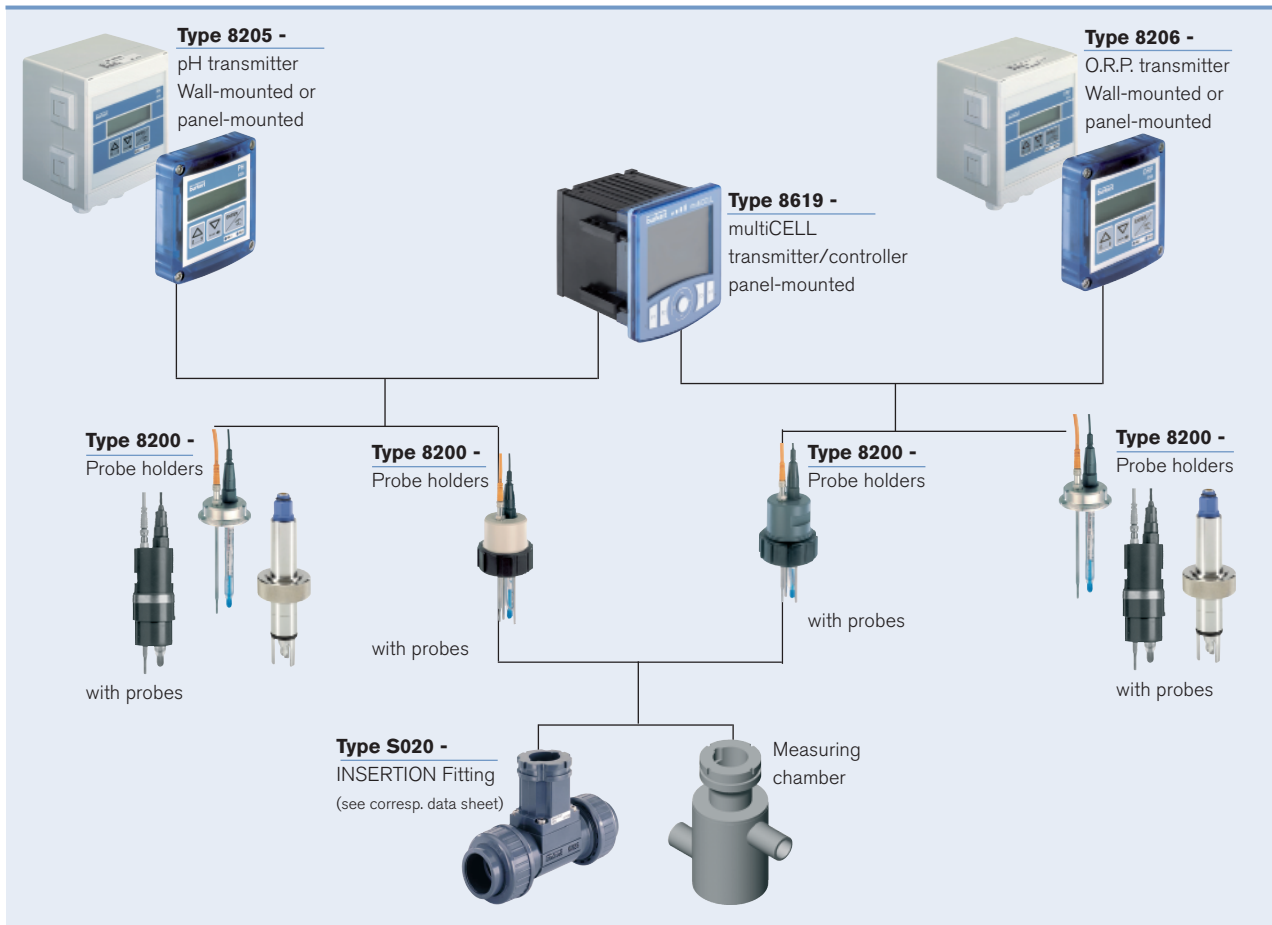 Type 8205 -
pH transmitter
Wall-mounted or
panel-mounted
Type 8206 -
O.R.P. transmitter
Wall-mounted or
panel-mounted
Type 8619 -
multiCELL
transmitter/controller
panel-mounted
Type 8200 -
Probe holders
with probes
Type 8200 -
Probe holders
with probes
Type 8200 -
Probe holders
with probes
Type 8200 -
Probe holders
with probes
Type S020 -
INSERTION Fitting
(see corresp. data sheet)
Measuring
chamber